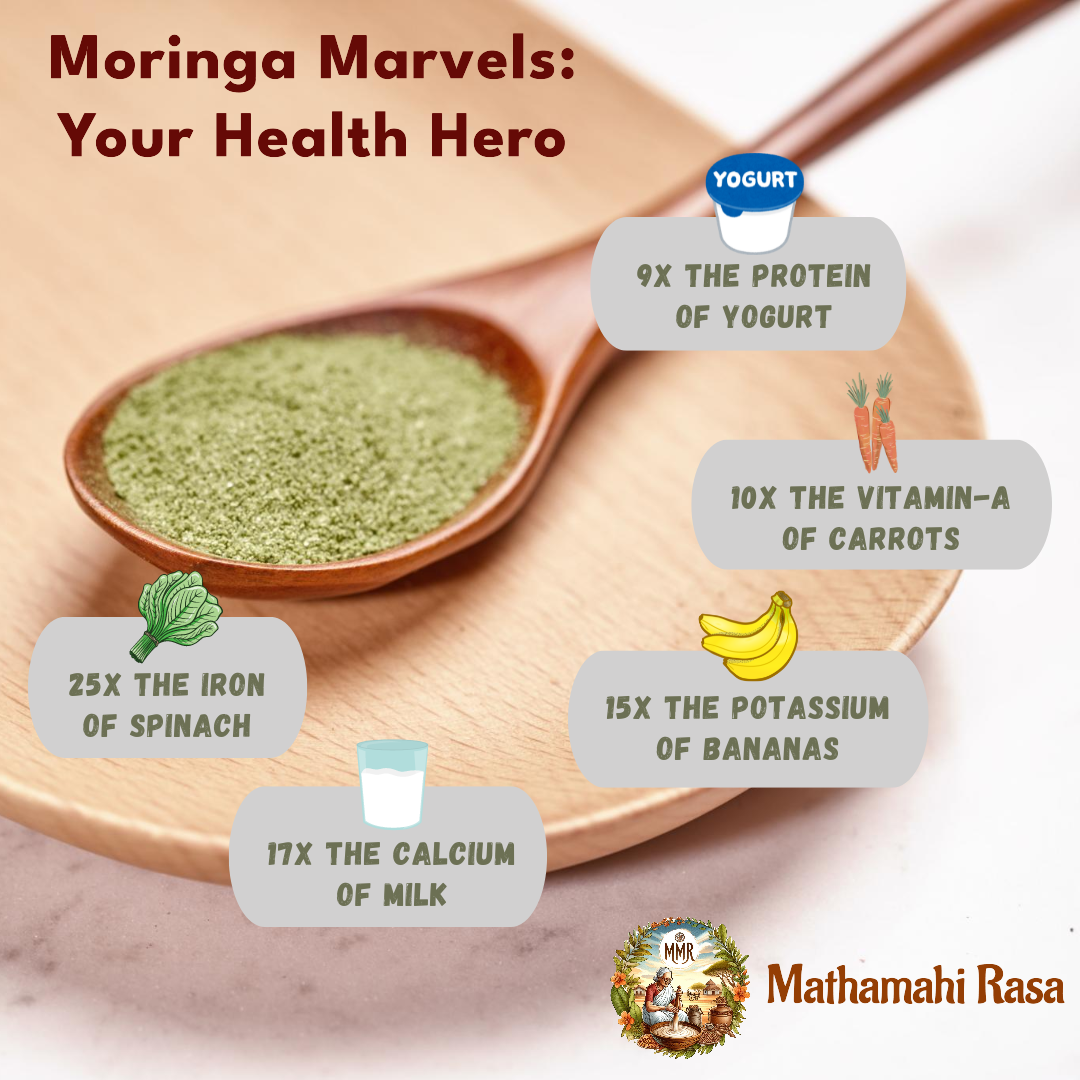 Moringa Marvels:
Your Health Hero
YOGURT
9X THE PROTEIN
OF YOGURT
10X THE VITAMIN-A
OF CARROTS
25X THE IRON
OF SPINACH
15X THE POTASSIUM
OF BANANAS
17X THE CALCIUM
OF MILK
MMR
Mathamahi Rasa